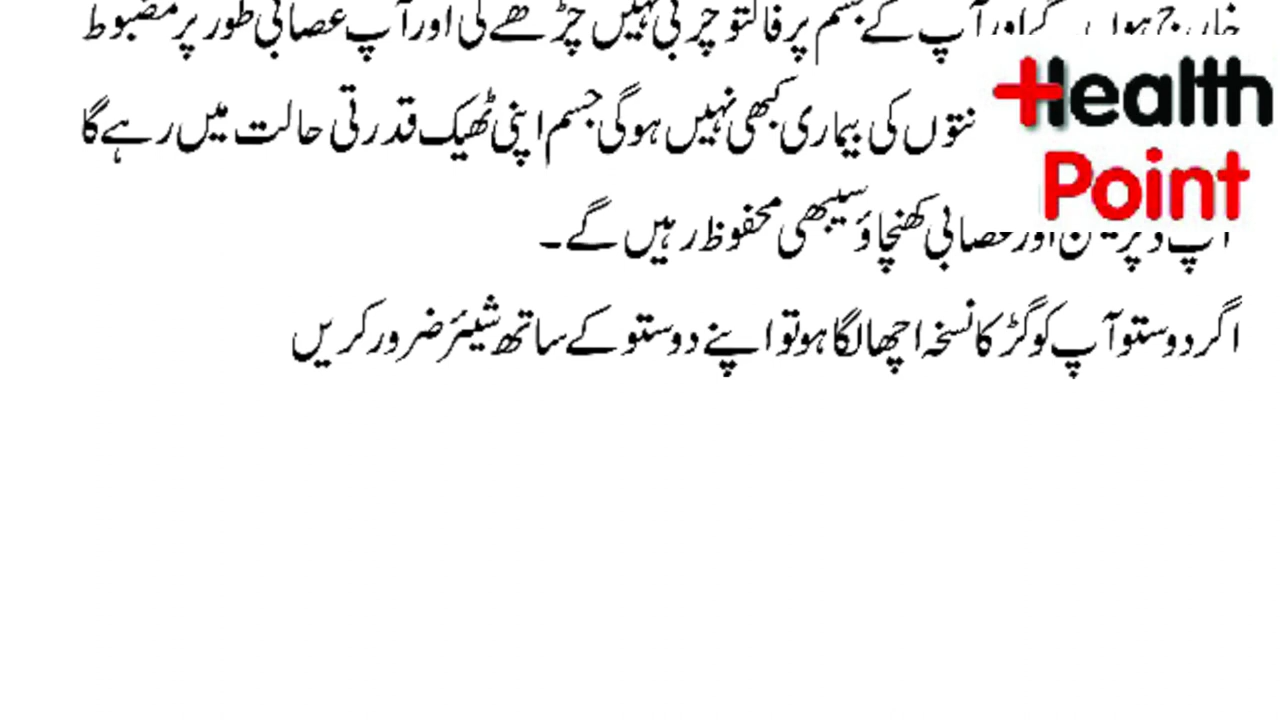 اور آپ کے جسم پر فالتو چربی نہیں چڑھے گی اور آپ عصابی طور پر مضبوط
کی بیماری کبھی نہیں ہوگی جسم اپنی ٹھیک قدرتی حالت میں رہے گا
کھنچاؤ سیبھی محفوظ رہیں گے۔
اگر دوستو آپ کو گڑ کا نسخہ اچھا لگا ہو تو اپنے دوستو کے ساتھ شیئر ضرور کریں
Health
Point